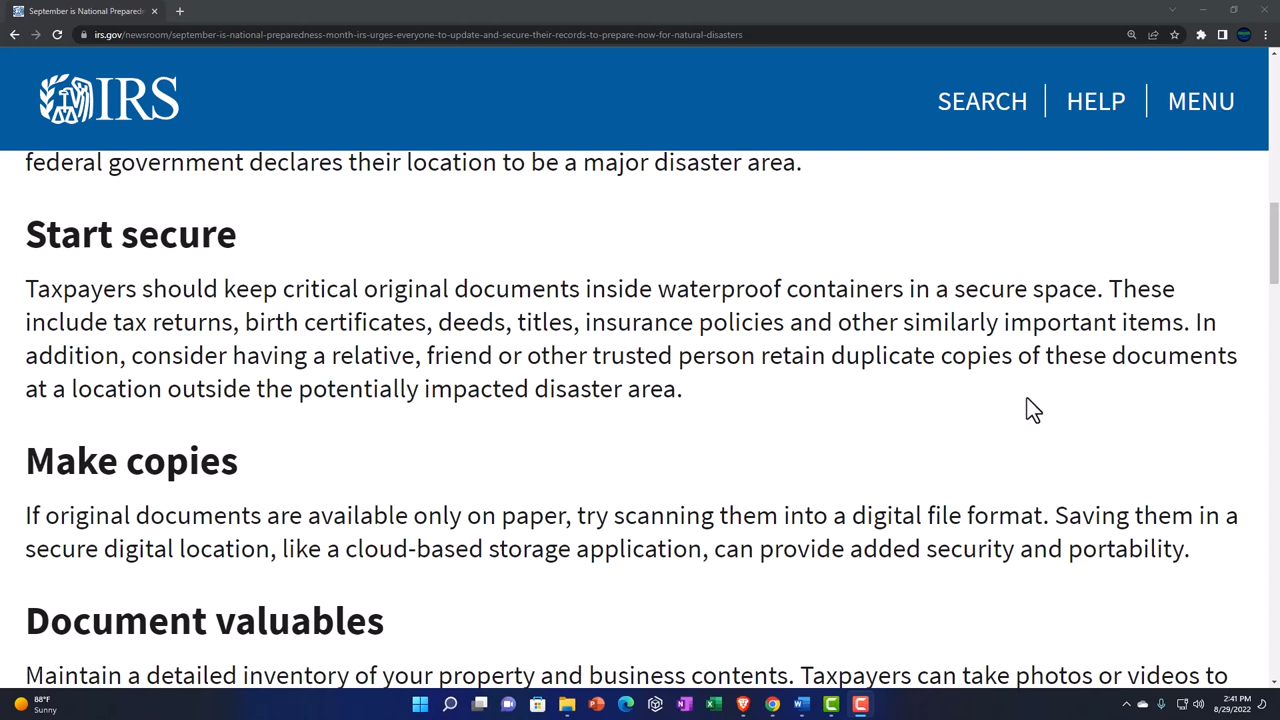 September is National Prepared
irs.gov/newsroom/september-is-national-preparedness-month-irs-urges-everyone-to-update-and-secure-their-records-to-prepare-now-for-natural-disasters
IRS
SEARCH
HELP
MENU
federal government declares their location to be a major disaster area.
Start secure
Taxpayers should keep critical original documents inside waterproof containers in a secure space. These
include tax returns, birth certificates, deeds, titles, insurance policies and other similarly important items. In
addition, consider having a relative, friend or other trusted person retain duplicate copies of these documents
at a location outside the potentially impacted disaster area.
Make copies
If original documents are available only on paper, try scanning them into a digital file format. Saving them in a
secure digital location, like a cloud-based storage application, can provide added security and portability.
Document valuables
Maintain a detailed inventory of your property and business contents. Taxpayers can take photos or videos to
88°F
Sunny
2:41 PM
8/29/2022